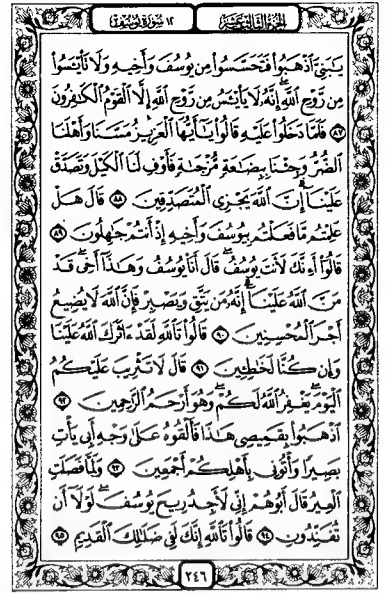 الجزء الثالث عشر ١٢ سورة يوسف
يَٰبَنِيَّ ٱذۡهَبُواْ فَتَحَسَّسُواْ مِن يُوسُفَ وَأَخِيهِ وَلَا تَاْيۡـَٔسُواْ
مِن رَّوۡحِ ٱللَّهِۖ إِنَّهُۥ لَا يَاْيۡـَٔسُ مِن رَّوۡحِ ٱللَّهِ إِلَّا ٱلۡقَوۡمُ ٱلۡكَٰفِرُونَ
٨٧ فَلَمَّا دَخَلُواْ عَلَيۡهِ قَالُواْ يَٰٓأَيُّهَا ٱلۡعَزِيزُ مَسَّنَا وَأَهۡلَنَا
ٱلضُّرُّ وَجِئۡنَا بِبِضَٰعَةٖ مُّزۡجَىٰةٖ فَأَوۡفِ لَنَا ٱلۡكَيۡلَ وَتَصَدَّقۡ
عَلَيۡنَآۖ إِنَّ ٱللَّهَ يَجۡزِي ٱلۡمُتَصَدِّقِينَ ٨٨ قَالَ هَلۡ
عَلِمۡتُم مَّا فَعَلۡتُم بِيُوسُفَ وَأَخِيهِ إِذۡ أَنتُمۡ جَٰهِلُونَ ٨٩
قَالُوٓاْ أَءِنَّكَ لَأَنتَ يُوسُفُۖ قَالَ أَنَا۠ يُوسُفُ وَهَٰذَآ أَخِيۖ قَدۡ
مَنَّ ٱللَّهُ عَلَيۡنَآۖ إِنَّهُۥ مَن يَتَّقِ وَيَصۡبِرۡ فَإِنَّ ٱللَّهَ لَا يُضِيعُ
أَجۡرَ ٱلۡمُحۡسِنِينَ ٩٠ قَالُواْ تَٱللَّهِ لَقَدۡ ءَاثَرَكَ ٱللَّهُ عَلَيۡنَا
وَإِن كُنَّا لَخَٰطِـِٔينَ ٩١ قَالَ لَا تَثۡرِيبَ عَلَيۡكُمُ
ٱلۡيَوۡمَۖ يَغۡفِرُ ٱللَّهُ لَكُمۡۖ وَهُوَ أَرۡحَمُ ٱلرَّٰحِمِينَ ٩٢
ٱذۡهَبُواْ بِقَمِيصِي هَٰذَا فَأَلۡقُوهُ عَلَىٰ وَجۡهِ أَبِي يَأۡتِ
بَصِيرٗا وَأۡتُونِي بِأَهۡلِكُمۡ أَجۡمَعِينَ ٩٣ وَلَمَّا فَصَلَتِ
ٱلۡعِيرُ قَالَ أَبُوهُمۡ إِنِّي لَأَجِدُ رِيحَ يُوسُفَۖ لَوۡلَآ أَن
تُفَنِّدُونِ ٩٤ قَالُواْ تَٱللَّهِ إِنَّكَ لَفِي ضَلَٰلِكَ ٱلۡقَدِيمِ ٩٥
٢٤٦